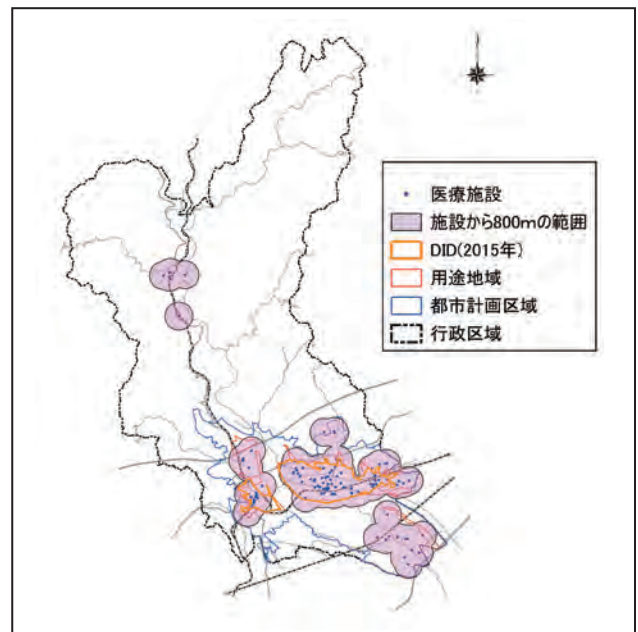 医療施設
施設から800mの範囲
DID(2015年)
用途地域
都市計画区域
行政区域